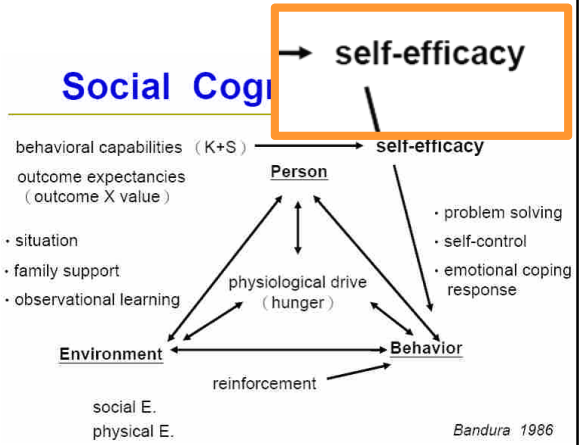 self-efficacy
Social Cogn
behavioral capabilities （K+S） self-efficacy
Person
outcome expectancies
（outcome X value）
· problem solving
· self-control
· emotional coping
response
· situation
· family support
· observational learning
physiological drive
（hunger）
Environment
Behavior
reinforcement
social E.
physical E.
Bandura 1986